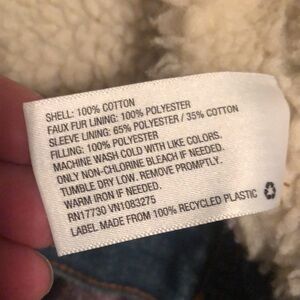 SHELL: 100% COTTON
FAUX FUR LINING: 100% POLYESTER
SLEEVE LINING: 65% POLYESTER / 35% COTTON
FILLING: 100% POLYESTER
MACHINE WASH COLD WITH LIKE COLORS.
ONLY NON-CHLORINE BLEACH IF NEEDED.
TUMBLE DRY LOW. REMOVE PROMPTLY.
WARM IRON IF NEEDED.
RN17730 VN1083275
LABEL MADE FROM 100% RECYCLED PLASTIC